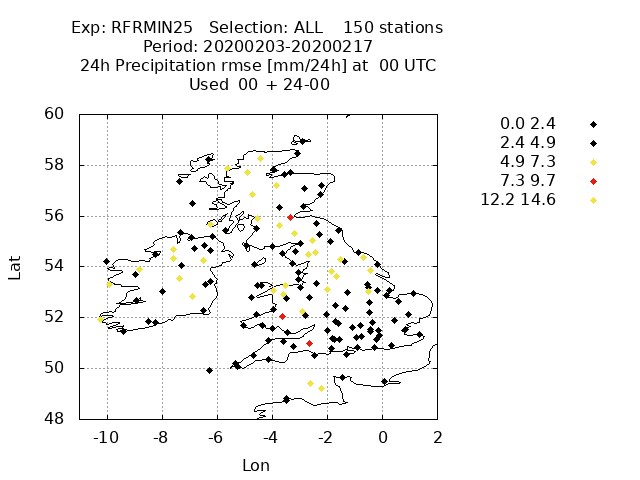 Exp: RFRMIN25 Selection: ALL 150 stations
Period: 20200203-20200217
24h Precipitation rmse [mm/24h] at 00 UTC
Used 00 + 24-00
0.0 2.4
2.4 4.9
4.9 7.3
7.3 9.7
12.2 14.6
60
58
56
54
52
50
48
Lat
-10 -8 -6 -4 -2 0 2
Lon